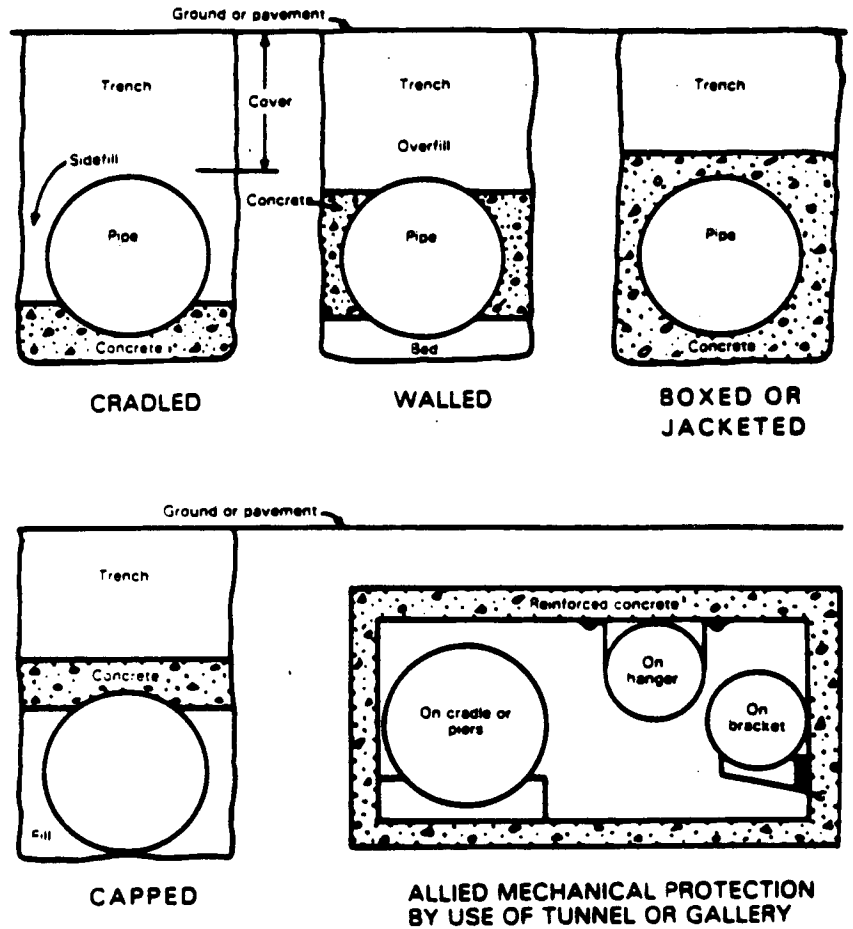 Ground or pavement
Trench
Cover
Sidefill
Pipe
Concrete
CRADLED
Trench
Overfill
Concrete
Pipe
Bed
WALLED
Trench
Pipe
Concrete
BOXED OR
JACKETED
Ground or pavement
Trench
Concrete
Fill
CAPPED
Reinforced concrete
On cradle or
piers
On
hanger
On
bracket
ALLIED MECHANICAL PROTECTION
BY USE OF TUNNEL OR GALLERY